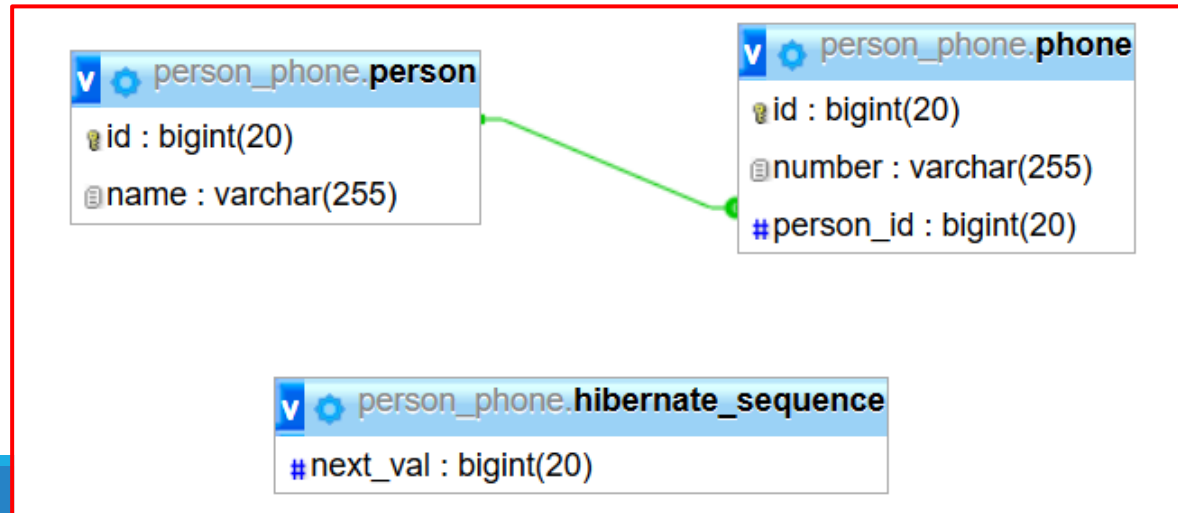 person_phone.person
id : bigint(20)
name : varchar(255)
person_phone.phone
id : bigint(20)
number : varchar(255)
#person_id : bigint(20)
person_phone.hibernate_sequence
#next_val : bigint(20)